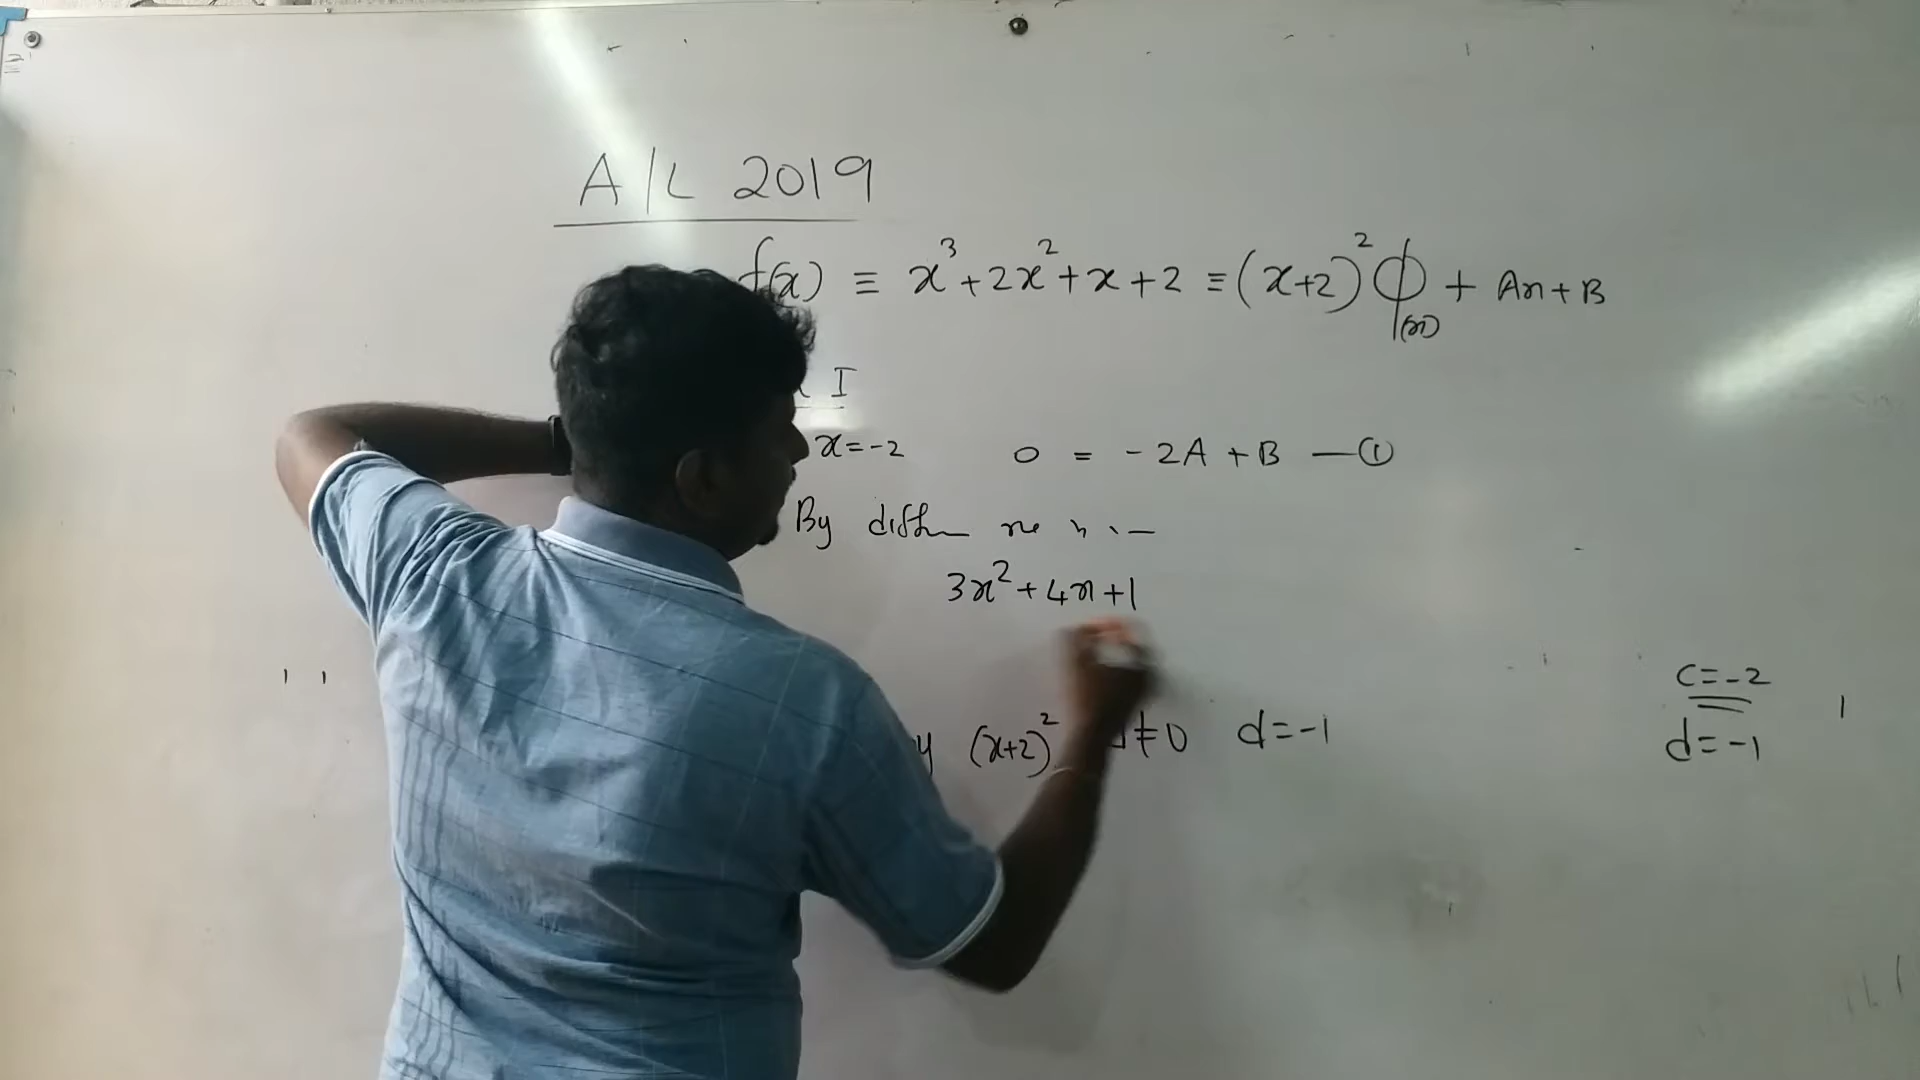 A/L 2019
f(x) ≡ x³+2x²+x+2 ≡ (x+2)² ϕ(x) + Ax+B
I
x=-2 0 = -2A+B —①
By
3x²+4x+1
(x+2)² ≠0 d=-1
c=-2
d=-1